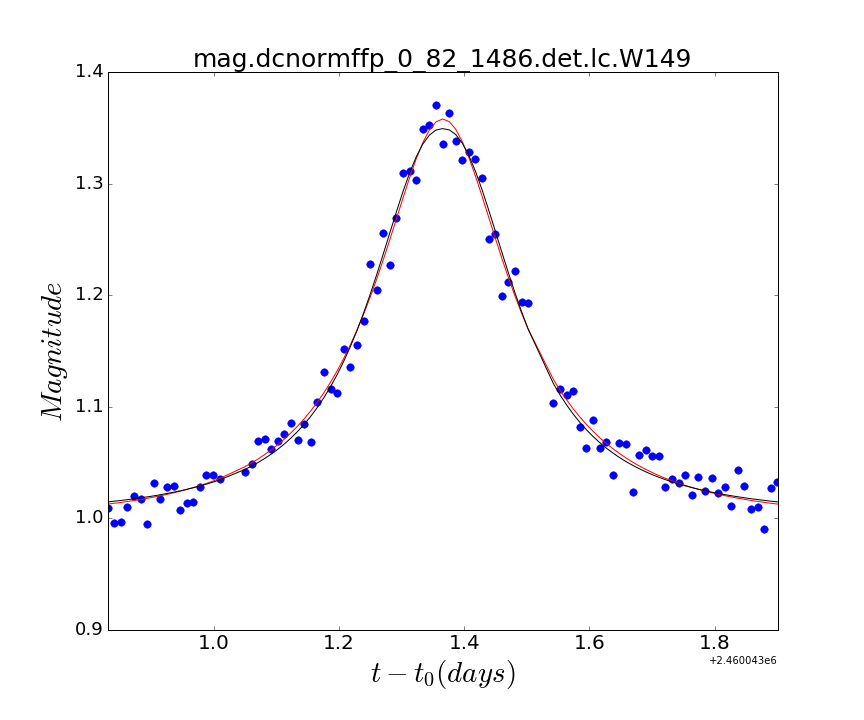 mag.dcnormffp_0_82_1486.det.lc.W149
1.4
1.3
1.2
1.1
1.0
0.9
Magnitude
1.0 1.2 1.4 1.6 1.8
+2.460043e6
t − t₀(days)